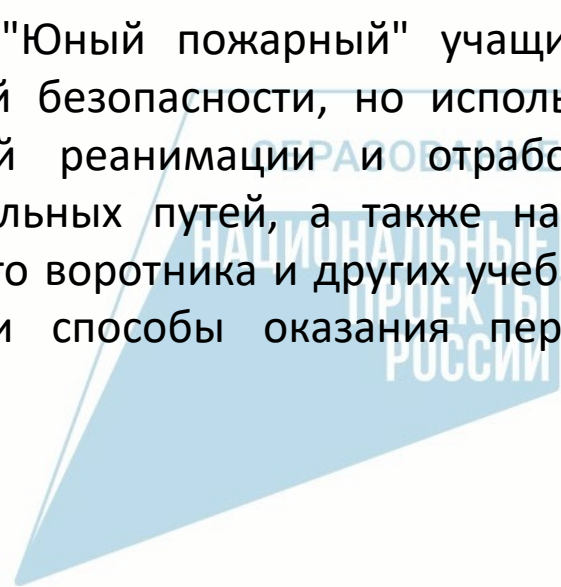 "Юный пожарный" учащи
й безопасности, но исполь
й реанимации и отрабо
ОБРАЗОВАНИЕ
льных путей, а также на
НАЦИОНАЛЬНЫЕ
го воротника и других учеб
ПРОЕКТЫ
и способы оказания пер
РОССИИ